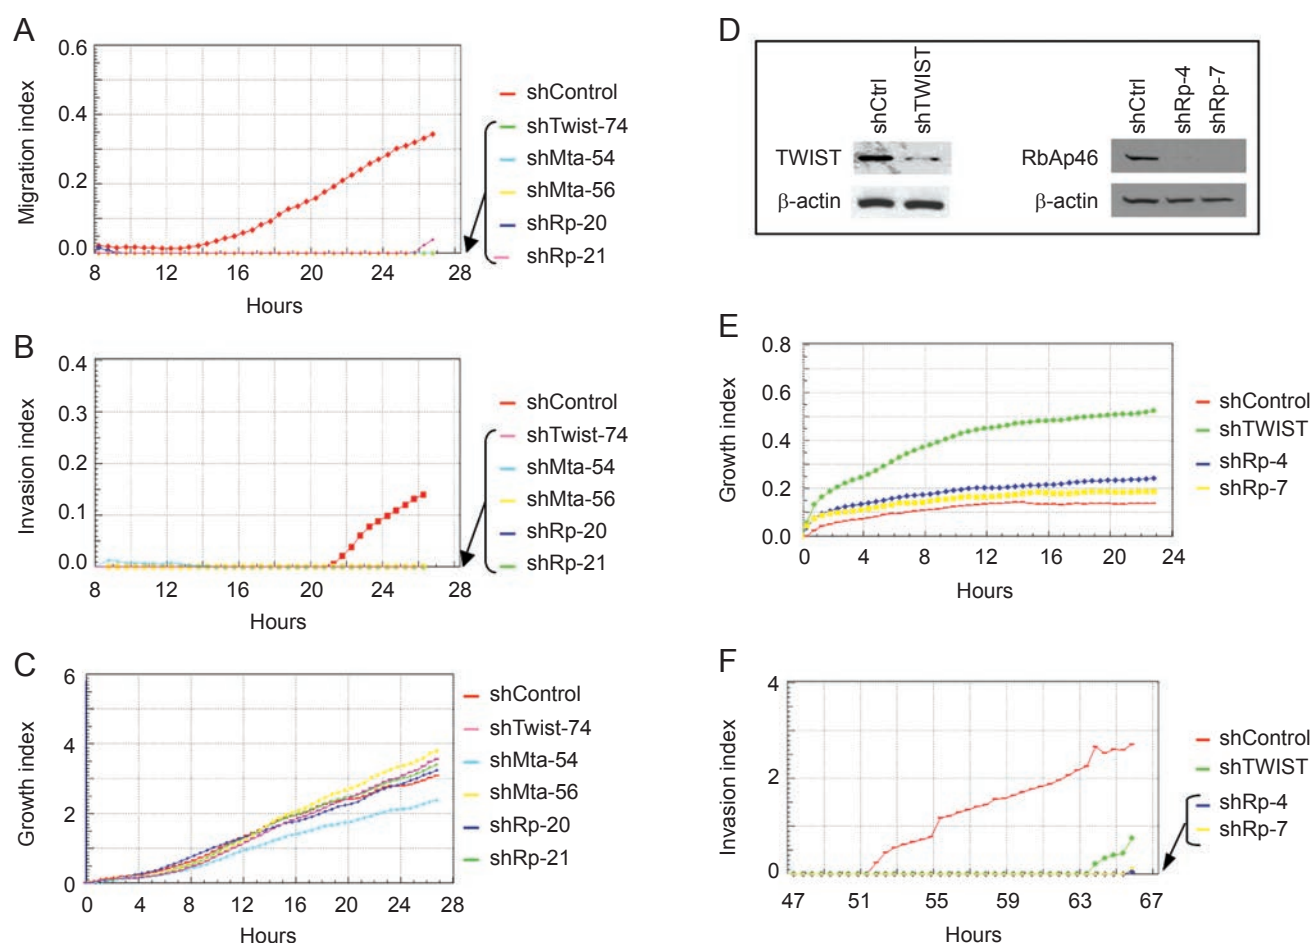 A
Migration index
0.6
0.4
0.2
0.0
8 12 16 20 24 28
Hours
shControl
shTwist-74
shMta-54
shMta-56
shRp-20
shRp-21
B
Invasion index
0.4
0.3
0.2
0.1
0.0
8 12 16 20 24 28
Hours
shControl
shTwist-74
shMta-54
shMta-56
shRp-20
shRp-21
C
Growth index
6
4
2
0
0 4 8 12 16 20 24 28
Hours
shControl
shTwist-74
shMta-54
shMta-56
shRp-20
shRp-21
D
shCtrl
shTWIST
TWIST
β-actin
shCtrl
shRp-4
shRp-7
RbAp46
β-actin
E
Growth index
0.8
0.6
0.4
0.2
0.0
0 4 8 12 16 20 24
Hours
shControl
shTWIST
shRp-4
shRp-7
F
Invasion index
4
2
0
47 51 55 59 63 67
Hours
shControl
shTWIST
shRp-4
shRp-7